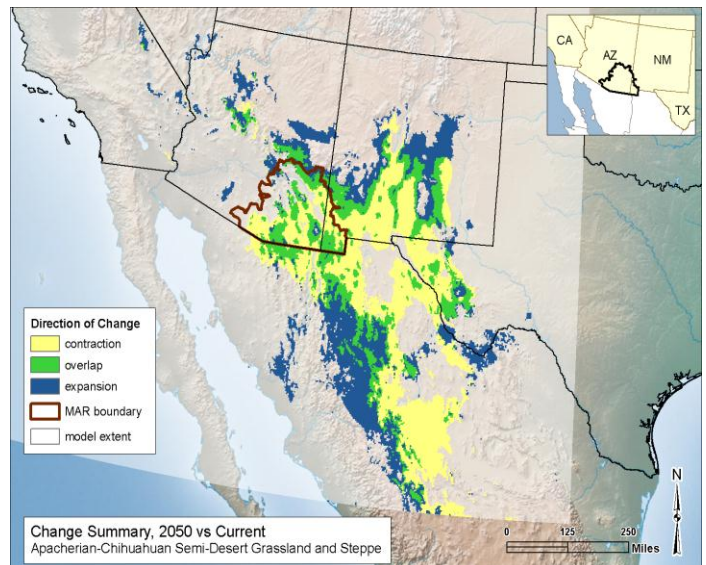 CA
AZ
NM
TX
Direction of Change
contraction
overlap
expansion
MAR boundary
model extent
Change Summary, 2050 vs Current
Apacherian-Chihuahuan Semi-Desert Grassland and Steppe
N
0 125 250
Miles